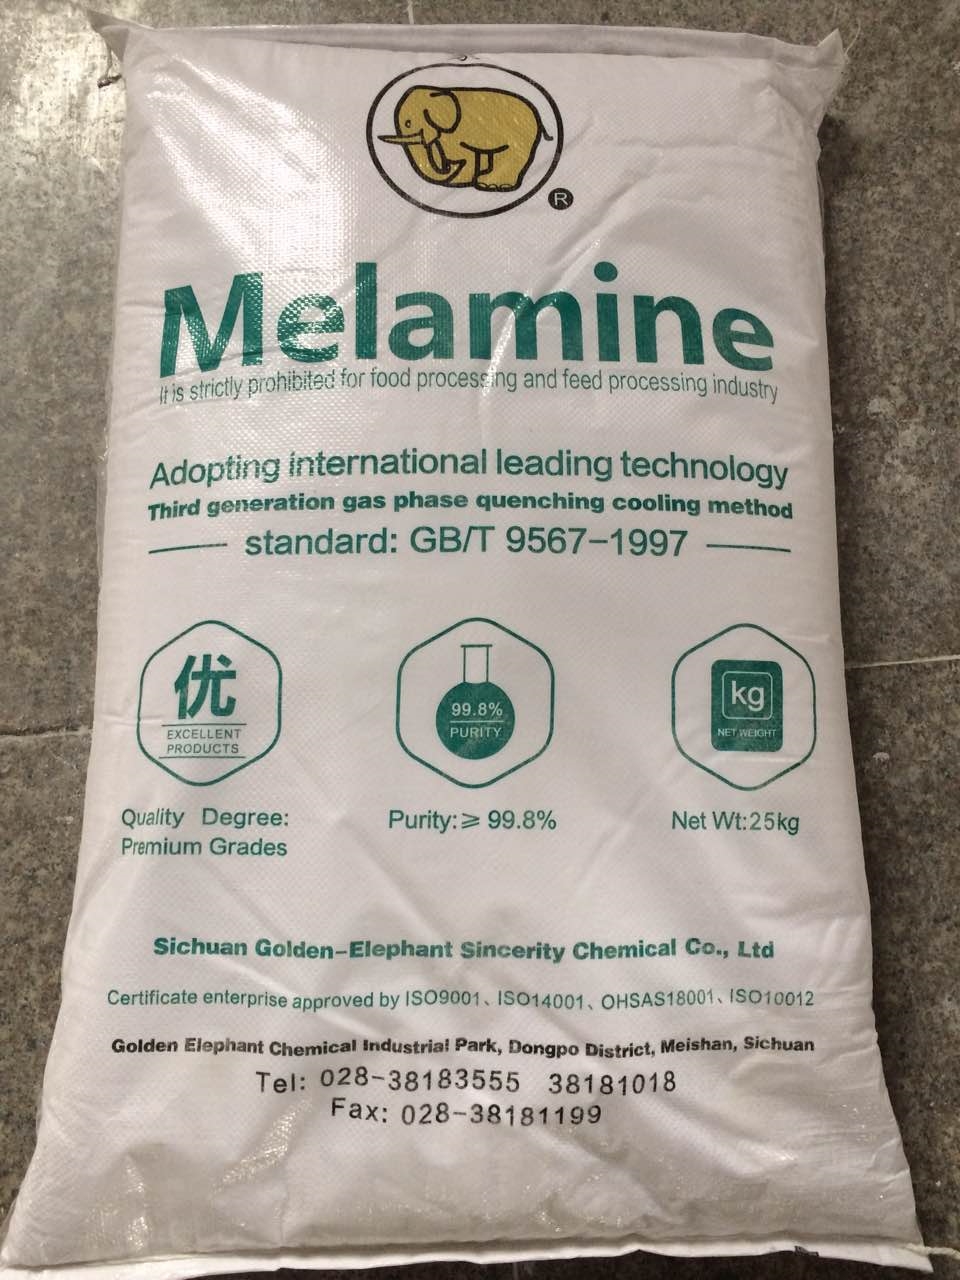 ®
Melamine
It is strictly prohibited for food processing and feed processing industry
Adopting international leading technology
Third generation gas phase quenching cooling method
standard: GB/T 9567-1997
优
EXCELLENT
PRODUCTS
99.8%
PURITY
kg
NET WEIGHT
Quality Degree:
Premium Grades
Purity:≥ 99.8%
Net Wt:25kg
Sichuan Golden-Elephant Sincerity Chemical Co., Ltd
Certificate enterprise approved by ISO9001、ISO14001、OHSAS18001、ISO10012
Golden Elephant Chemical Industrial Park, Dongpo District, Meishan, Sichuan
Tel: 028-38183555 38181018
Fax: 028-38181199